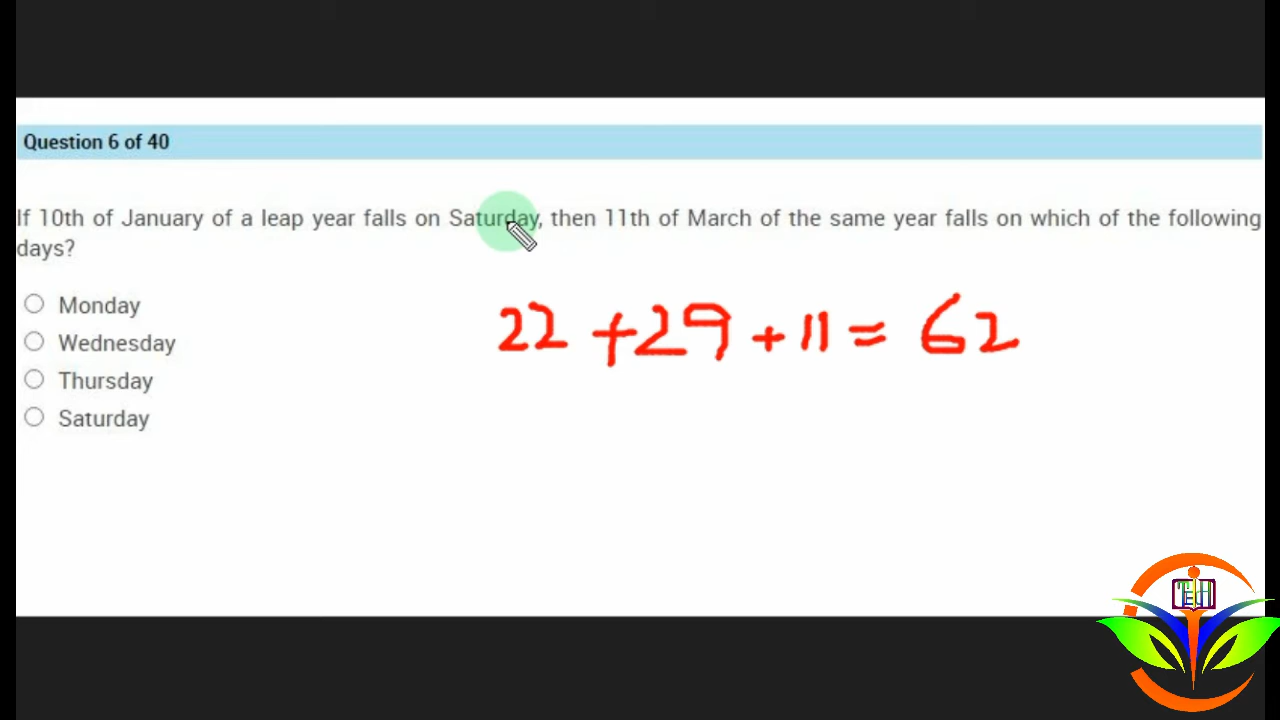 Question 6 of 40
If 10th of January of a leap year falls on Saturday, then 11th of March of the same year falls on which of the following
days?
Monday
22 + 29 + 11 = 62
Wednesday
Thursday
Saturday